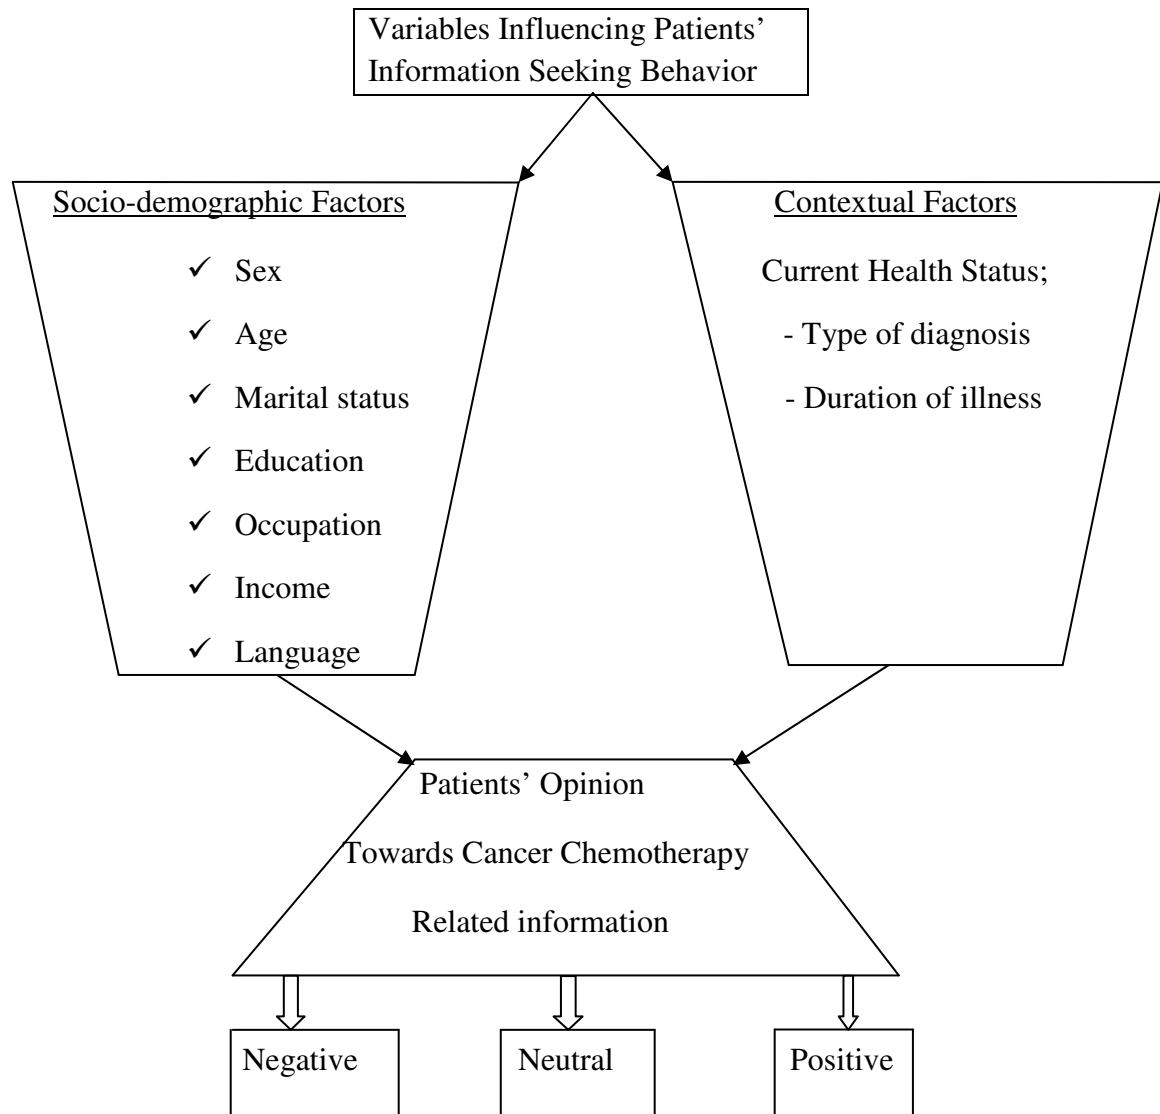 Variables Influencing Patients’
Information Seeking Behavior
Socio-demographic Factors
✓ Sex
✓ Age
✓ Marital status
✓ Education
✓ Occupation
✓ Income
✓ Language
Contextual Factors
Current Health Status;
- Type of diagnosis
- Duration of illness
Patients’ Opinion
Towards Cancer Chemotherapy
Related information
Negative
Neutral
Positive